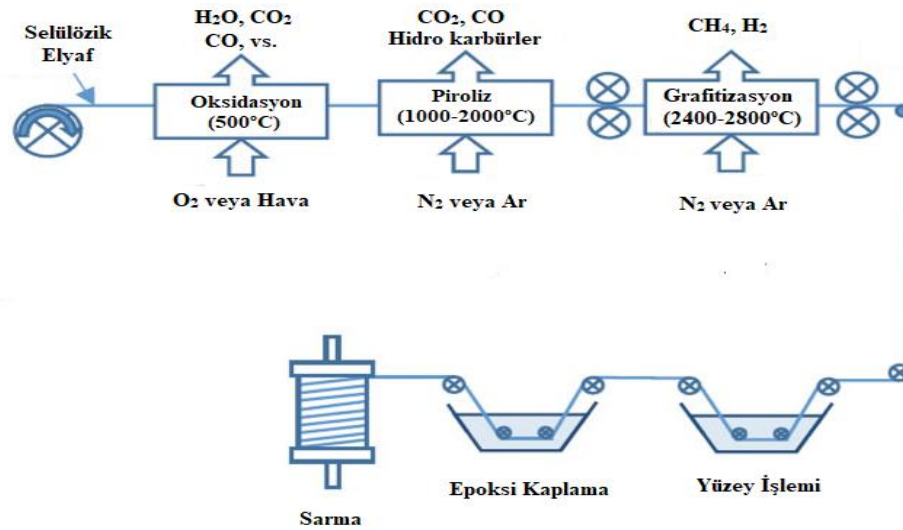 Selülözik
Elyaf
H₂O, CO₂
CO, vs.
Oksidasyon
(500°C)
O₂ veya Hava
CO₂, CO
Hidro karbürler
Piroliz
(1000-2000°C)
N₂ veya Ar
CH₄, H₂
Grafitizasyon
(2400-2800°C)
N₂ veya Ar
Sarma
Epoksi Kaplama
Yüzey İşlemi